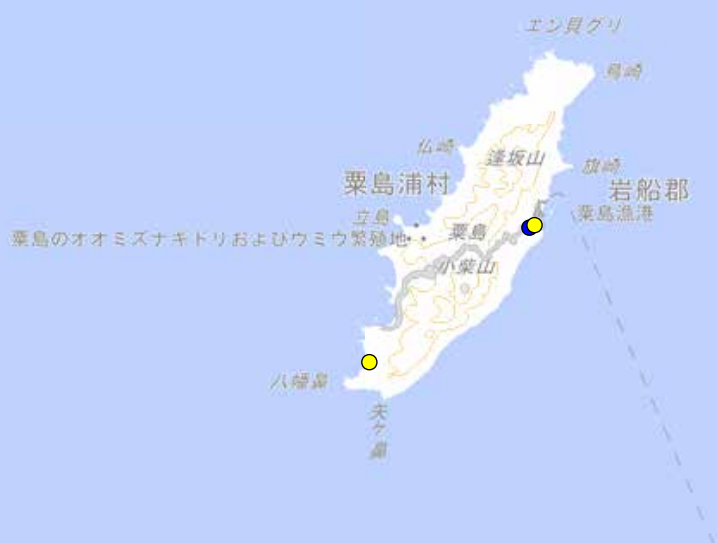 エン貝グリ
鳥崎
仏崎
逢坂山
旗崎
粟島浦村
岩船郡
立島
粟島漁港
粟島のオオミズナキドリおよびウミウ繁殖地
粟島
小柴山
八幡鼻
矢ヶ鼻